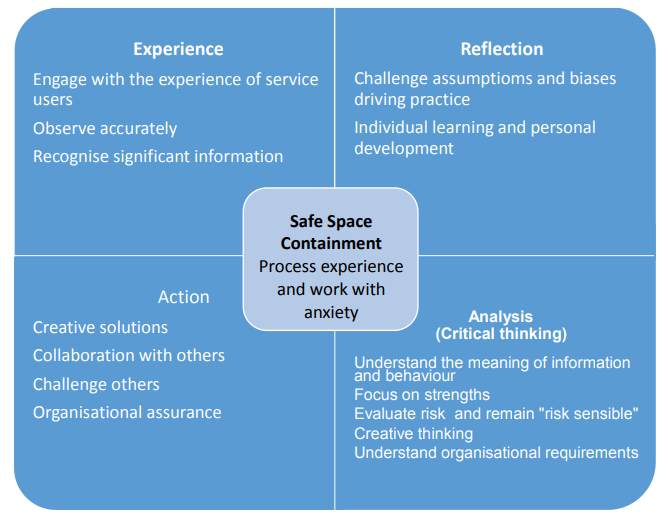 Experience
Engage with the experience of service
users
Observe accurately
Recognise significant information
Reflection
Challenge assumptioms and biases
driving practice
Individual learning and personal
development
Safe Space
Containment
Process experience
and work with
anxiety
Action
Creative solutions
Collaboration with others
Challenge others
Organisational assurance
Analysis
(Critical thinking)
Understand the meaning of information
and behaviour
Focus on strengths
Evaluate risk and remain "risk sensible"
Creative thinking
Understand organisational requirements